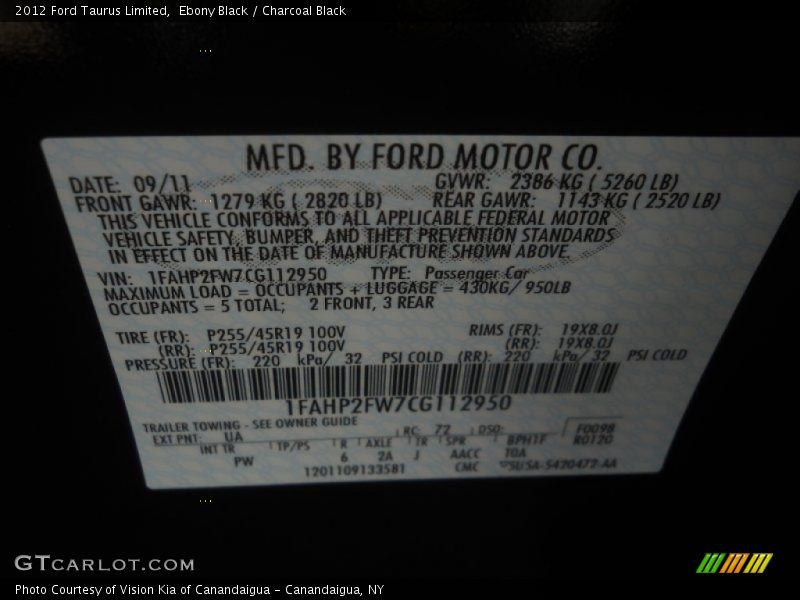 2012 Ford Taurus Limited,  Ebony Black / Charcoal Black
MFD. BY FORD MOTOR CO.
DATE: 09/11 GVWR: 2386 KG ( 5260 LB)
FRONT GAWR: 1279 KG ( 2820 LB) REAR GAWR: 1143 KG ( 2520 LB)
THIS VEHICLE CONFORMS TO ALL APPLICABLE FEDERAL MOTOR
VEHICLE SAFETY, BUMPER, AND THEFT PREVENTION STANDARDS
IN EFFECT ON THE DATE OF MANUFACTURE SHOWN ABOVE.
VIN: 1FAHP2FW7CG112950 TYPE: Passenger Car
MAXIMUM LOAD = OCCUPANTS + LUGGAGE = 430KG/ 950LB
OCCUPANTS = 5 TOTAL; 2 FRONT, 3 REAR
TIRE (FR): P255/45R19 100V RIMS (FR): 19X8.0J
(RR): P255/45R19 100V (RR): 19X8.0J
PRESSURE (FR): 220 kPa/ 32 PSI COLD (RR): 220 kPa/ 32 PSI COLD
1FAHP2FW7CG112950
TRAILER TOWING - SEE OWNER GUIDE
EXT PNT: UA RC: 72 DSO: F0098
INT TR TP/PS R AXLE TR SPR BPHTF R0120
PW 6 2A J AACC TOA
1201109133581 CMC 5U5A-5420472-AA
GTCARLOT.COM
Photo Courtesy of Vision Kia of Canandaigua - Canandaigua, NY